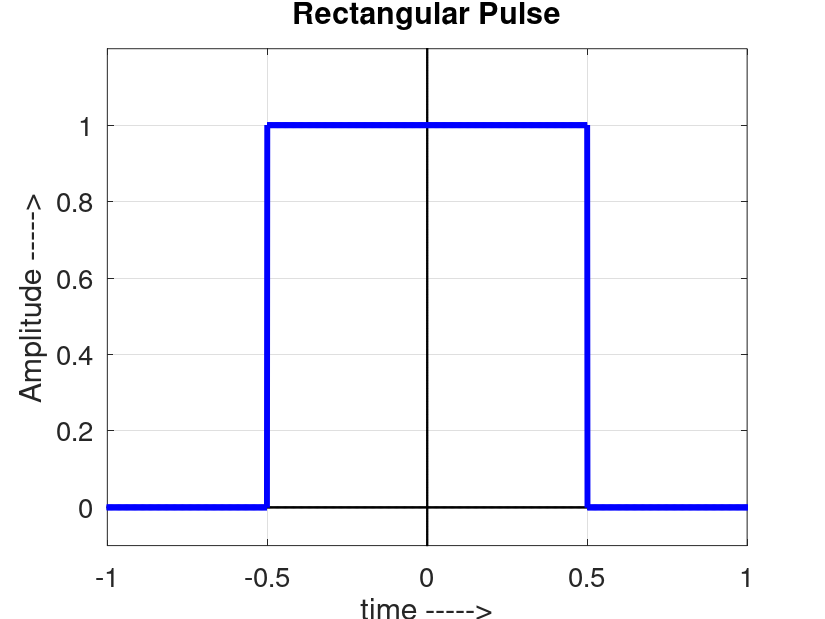 Rectangular Pulse
1
0.8
0.6
0.4
0.2
0
Amplitude ------>
-1 -0.5 0 0.5 1
time ----->